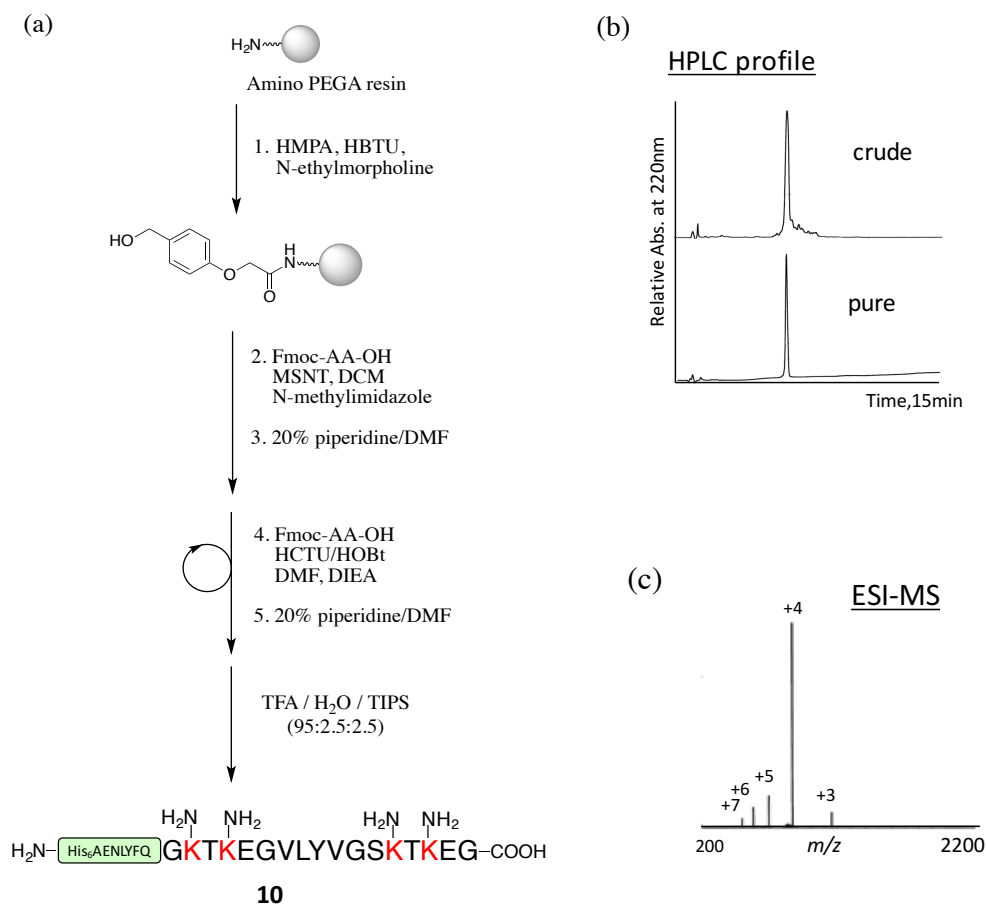 (a)
H₂N
Amino PEGA resin
1. HMPA, HBTU,
N-ethylmorpholine
HO
O
O
H
N
2. Fmoc-AA-OH
MSNT, DCM
N-methylimidazole
3. 20% piperidine/DMF
4. Fmoc-AA-OH
HCTU/HOBt
DMF, DIEA
5. 20% piperidine/DMF
TFA / H₂O / TIPS
(95:2.5:2.5)
H₂N NH₂ H₂N NH₂
H₂N–His₆AENLYFQ GKTKEGVLYVGSKTKEG–COOH
10
(b)
HPLC profile
Relative Abs. at 220nm
crude
pure
Time,15min
(c)
ESI-MS
+4
+5
+6
+7
+3
200 m/z 2200